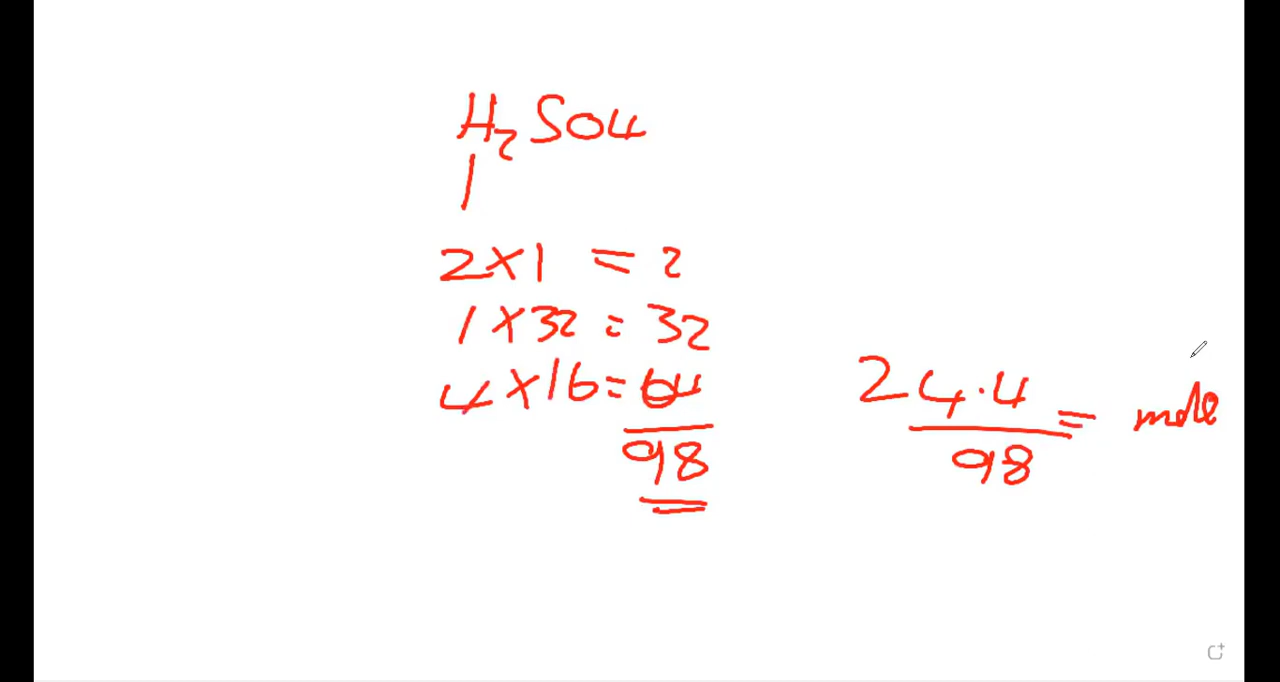 H₂SO4
1
2×1 = 2
1×32 = 32
4×16 = 64
98
24.4 / 98 = mole